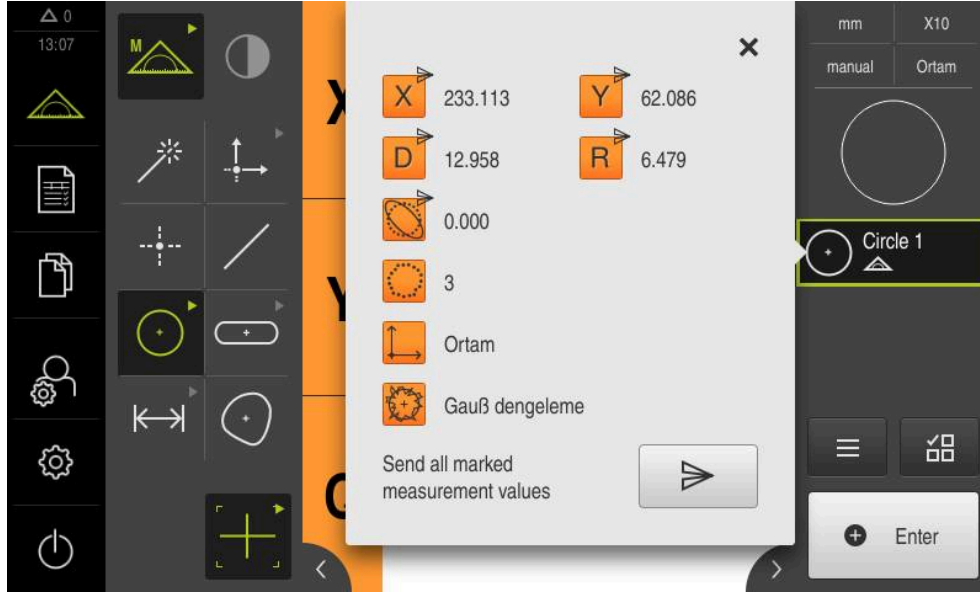 0
13:07
M
X
Y
X 233.113 Y 62.086
D 12.958 R 6.479
0.000
3
Ortam
Gauß dengeleme
Send all marked
measurement values
mm X10
manual Ortam
Circle 1
Enter